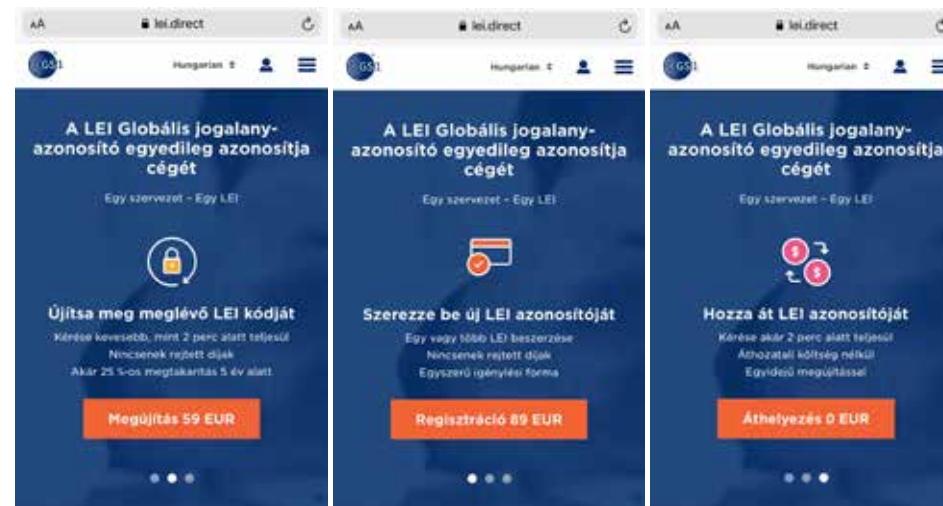 AA lei.direct
GS1
Hungarian
A LEI Globális jogalany-
azonosító egyedileg azonosítja
cégét
Egy szervezet – Egy LEI
Újítsa meg meglévő LEI kódját
Kérése kevesebb, mint 2 perc alatt teljesül
Nincsenek rejtett díjak
Akár 25 %-os megtakarítás 5 év alatt
Megújítás 59 EUR
AA lei.direct
GS1
Hungarian
A LEI Globális jogalany-
azonosító egyedileg azonosítja
cégét
Egy szervezet – Egy LEI
Szerezze be új LEI azonosítóját
Egy vagy több LEI beszerzése
Nincsenek rejtett díjak
Egyszerű igénylési forma
Regisztráció 89 EUR
AA lei.direct
GS1
Hungarian
A LEI Globális jogalany-
azonosító egyedileg azonosítja
cégét
Egy szervezet – Egy LEI
Hozza át LEI azonosítóját
Kérése akár 2 perc alatt teljesül
Áthozatali költség nélkül
Egyidejű megújítással
Áthelyezés 0 EUR